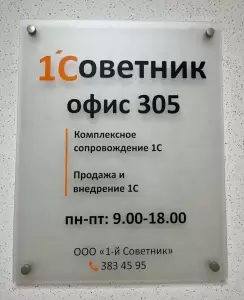 1Советник
офис 305
Комплексное
сопровождение 1С
Продажа и
внедрение 1С
пн-пт: 9.00-18.00
ООО «1-й Советник»
383 45 95